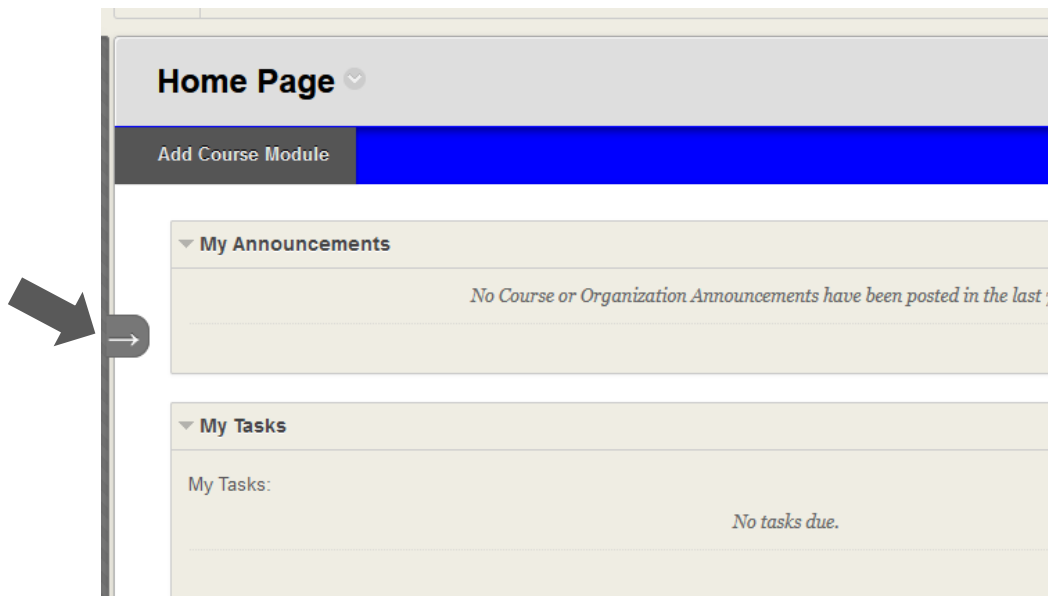 Home Page
Add Course Module
My Announcements
No Course or Organization Announcements have been posted in the last
→
My Tasks
My Tasks:
No tasks due.